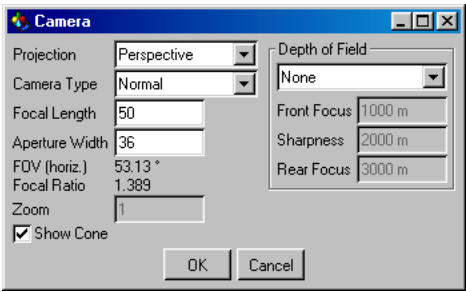 Camera
Projection Perspective
Camera Type Normal
Focal Length 50
Aperture Width 36
FOV (horiz.) 53.13 °
Focal Ratio 1.389
Zoom 1
Show Cone
Depth of Field
None
Front Focus 1000 m
Sharpness 2000 m
Rear Focus 3000 m
OK Cancel